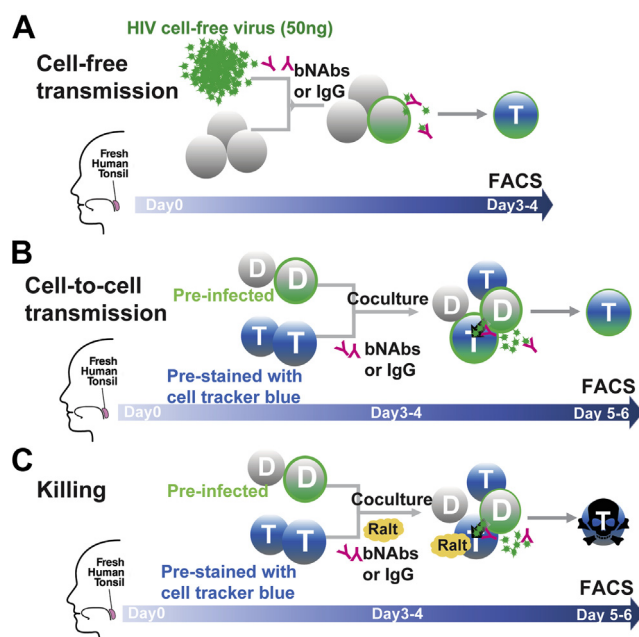 A
Cell-free
transmission
HIV cell-free virus (50ng)
bNAbs
or IgG
T
Fresh
Human
Tonsil
FACS
Day0
Day3-4
B
Cell-to-cell
transmission
D
D
Pre-infected
T
T
Coculture
bNAbs
or IgG
T
D
D
T
T
Pre-stained with
cell tracker blue
Fresh
Human
Tonsil
FACS
Day0
Day3-4
Day 5-6
C
Killing
D
D
Pre-infected
T
T
Coculture
Ralt
bNAbs
or IgG
T
D
D
Ralt
T
T
Pre-stained with
cell tracker blue
Fresh
Human
Tonsil
FACS
Day0
Day3-4
Day 5-6